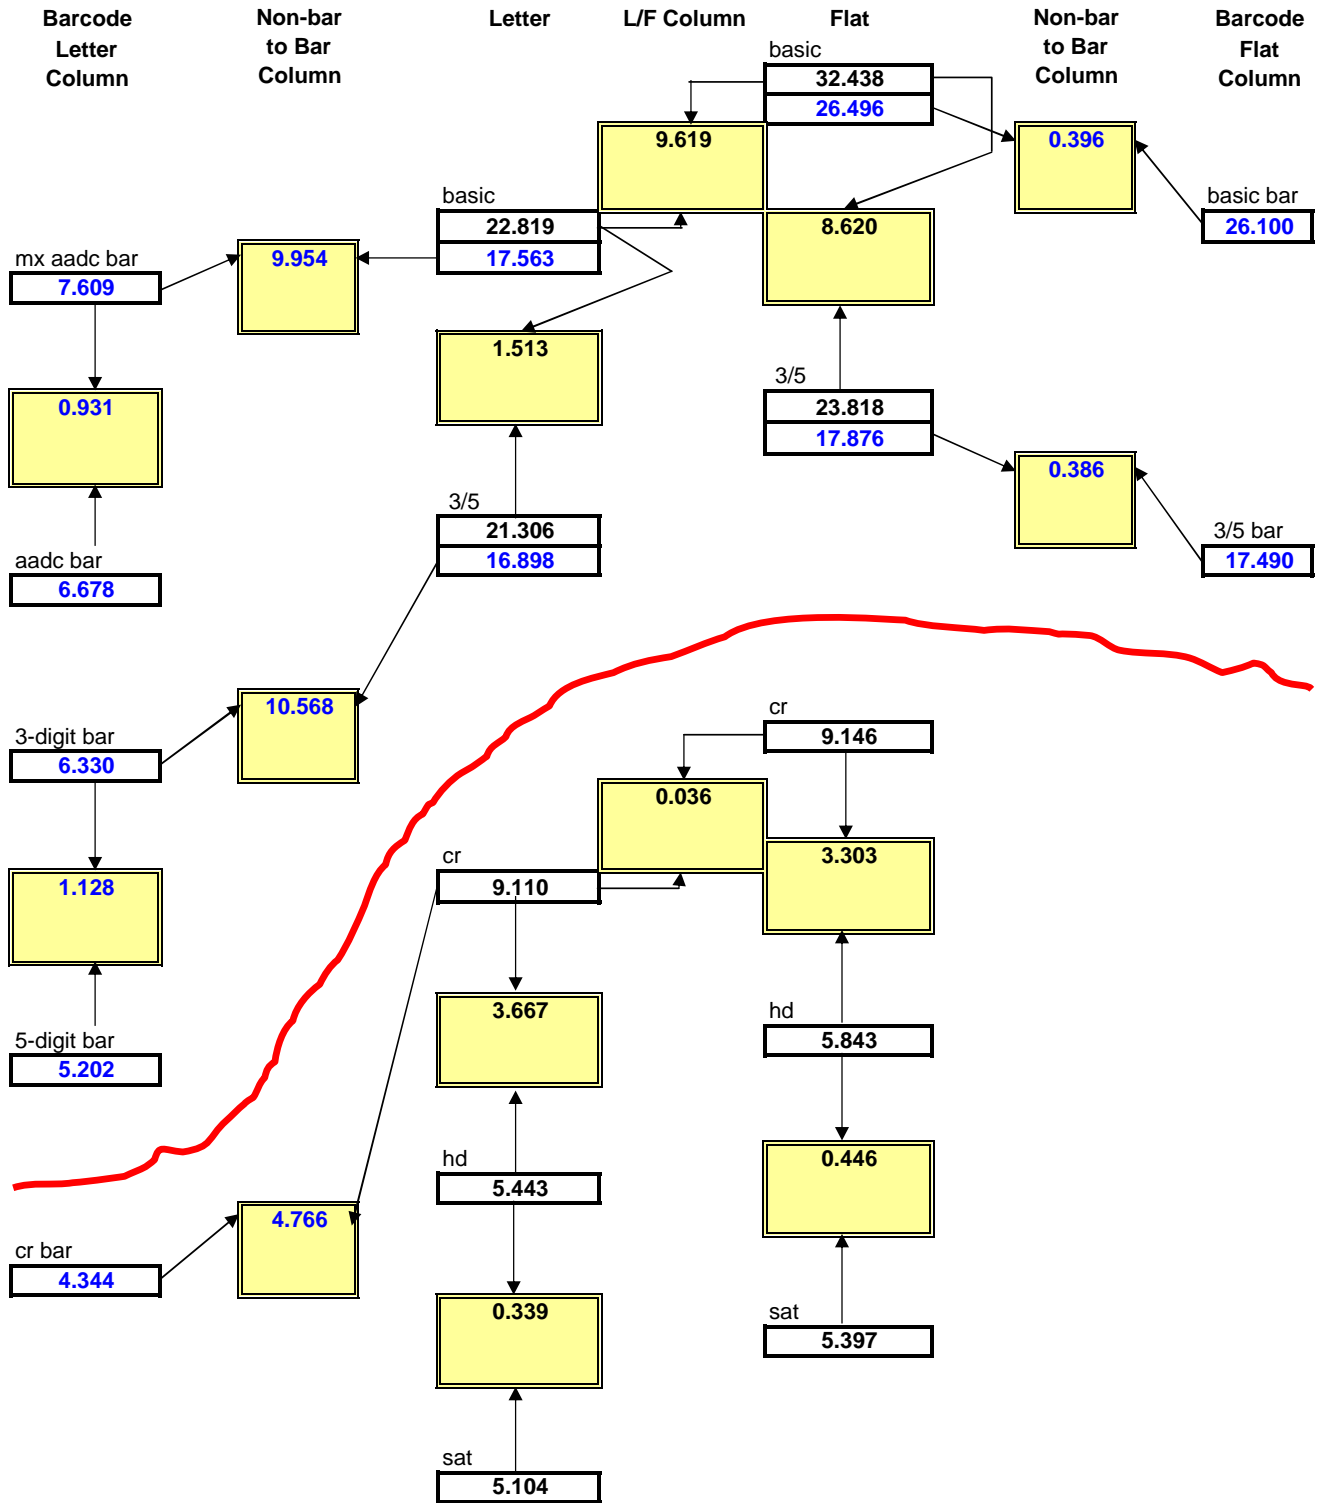 Barcode Letter Column
Non-bar to Bar Column
Letter
L/F Column
Flat
Non-bar to Bar Column
Barcode Flat Column
basic
32.438
26.496
9.619
0.396
basic
basic bar
22.819
8.620
26.100
17.563
9.954
mx aadc bar
7.609
1.513
3/5
0.931
23.818
17.876
0.386
3/5
21.306
3/5 bar
16.898
17.490
aadc bar
6.678
10.568
cr
3-digit bar
9.146
6.330
0.036
cr
3.303
1.128
9.110
3.667
hd
5-digit bar
5.843
5.202
hd
0.446
5.443
4.766
cr bar
4.344
0.339
sat
5.397
sat
5.104